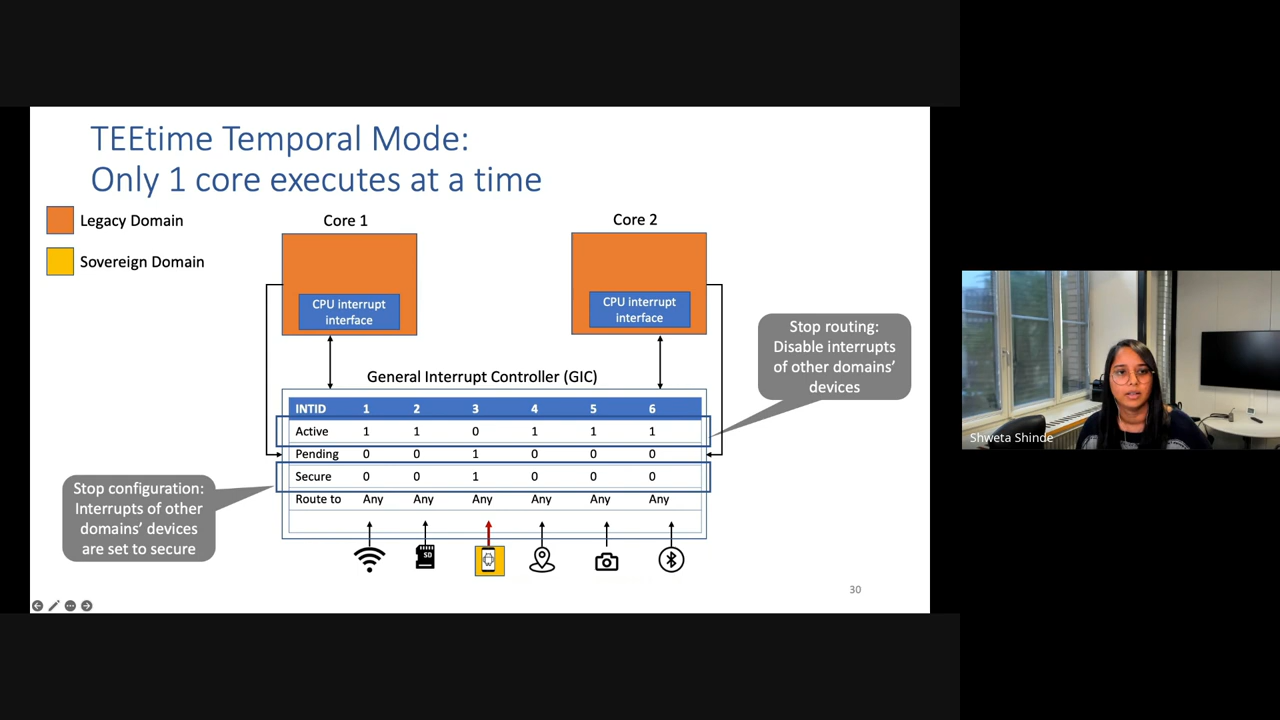 TEEtime Temporal Mode:
Only 1 core executes at a time
Legacy Domain
Sovereign Domain
Core 1
Core 2
CPU interrupt
interface
CPU interrupt
interface
Stop routing:
Disable interrupts
of other domains'
devices
General Interrupt Controller (GIC)
INTID 1 2 3 4 5 6
Active 1 1 0 1 1 1
Pending 0 0 1 0 0 0
Secure 0 0 1 0 0 0
Route to Any Any Any Any Any Any
Stop configuration:
Interrupts of other
domains' devices
are set to secure
SD
30
Shweta Shinde